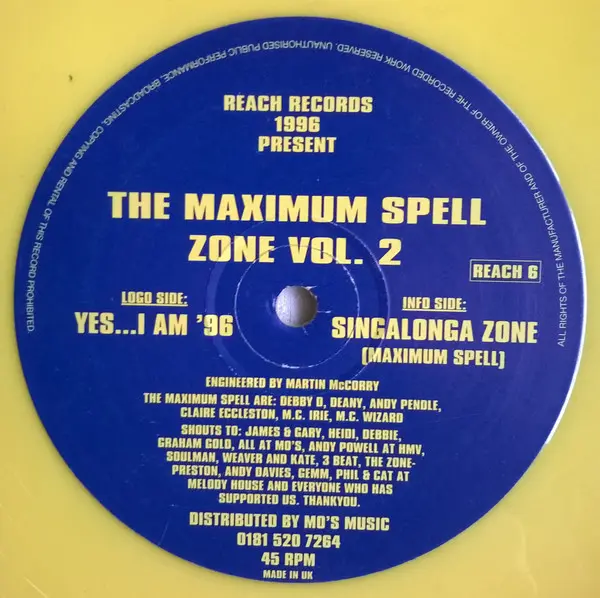 ALL RIGHTS OF THE MANUFACTURER AND OF THE OWNER OF THE RECORDED WORK RESERVED. UNAUTHORISED PUBLIC PERFORMANCE, BROADCASTING, COPYING AND RENTAL OF THIS RECORD PROHIBITED.
REACH RECORDS
1996
PRESENT
THE MAXIMUM SPELL
ZONE VOL. 2
REACH 6
LOGO SIDE:
YES...I AM '96
INFO SIDE:
SINGALONGA ZONE
(MAXIMUM SPELL)
ENGINEERED BY MARTIN McCORRY
THE MAXIMUM SPELL ARE: DEBBY D, DEANY, ANDY PENDLE,
CLAIRE ECCLESTON, M.C. IRIE, M.C. WIZARD
SHOUTS TO: JAMES & GARY, HEIDI, DEBBIE,
GRAHAM GOLD, ALL AT MO'S, ANDY POWELL AT HMV,
SOULMAN, WEAVER AND KATE, 3 BEAT, THE ZONE-
PRESTON, ANDY DAVIES, GEMM, PHIL & CAT AT
MELODY HOUSE AND EVERYONE WHO HAS
SUPPORTED US. THANKYOU.
DISTRIBUTED BY MO'S MUSIC
0181 520 7264
45 RPM
MADE IN UK